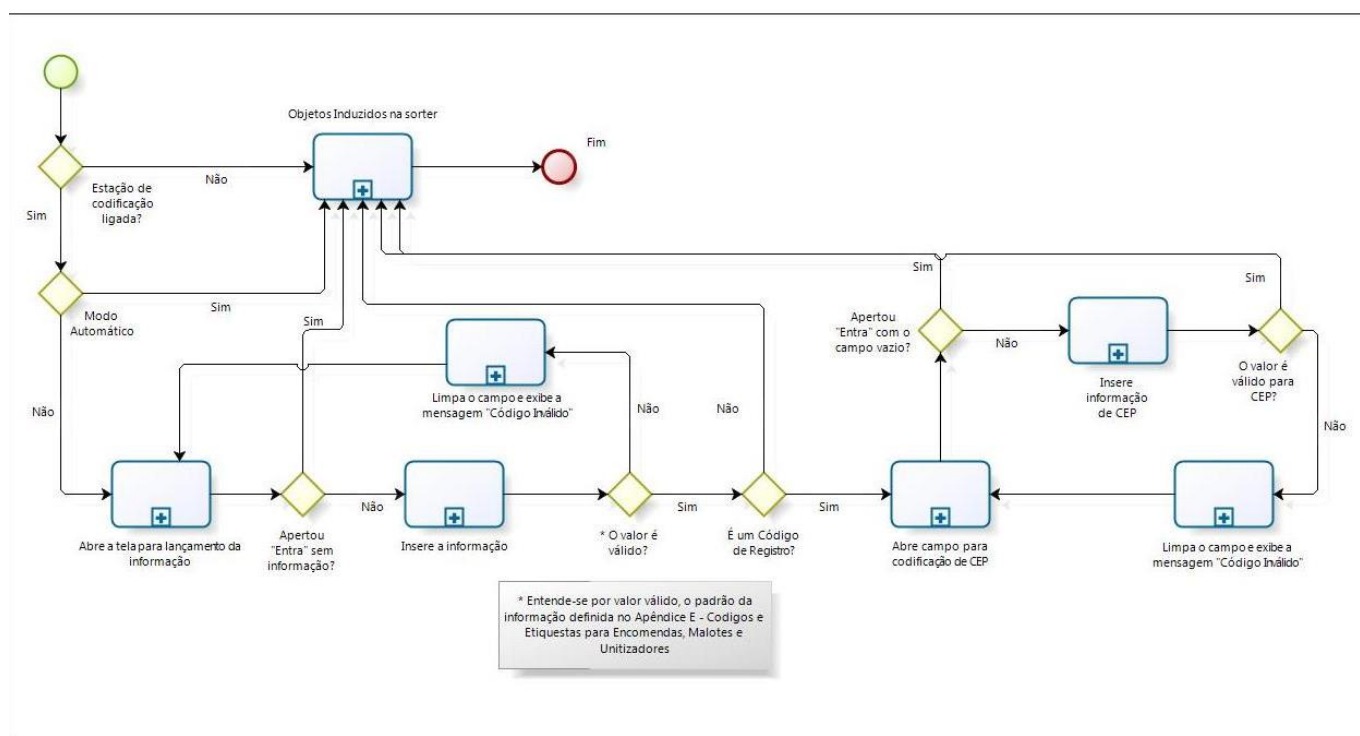 Objetos Induzidos na sorter
Fim
Não
Estação de
codificação
ligada?
Sim
Modo
Automático
Sim
Sim
Sim
Sim
Apertou
"Entra" com o
campo vazio?
Não
Insere
informação
de CEP
O valor é
válido para
CEP?
Não
Limpa o campo e exibe a
mensagem "Código Inválido"
Não
Não
Não
Abre a tela para lançamento da
informação
Apertou
"Entra" sem
informação?
Não
Insere a informação
* O valor é
válido?
Sim
É um Código
de Registro?
Sim
Abre campo para
codificação de CEP
Limpa o campo e exibe a
mensagem "Código Inválido"
* Entende-se por valor válido, o padrão da
informação definida no Apêndice E - Codigos e
Etiquestas para Encomendas, Malotes e
Unitizadores